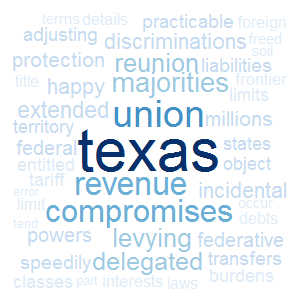 terms details practicable foreign
adjusting discriminations freed
soil
protection reunion liabilities
title happy majorities frontier
limits
extended union millions
territory
federal texas states
entitled object
tariff revenue incidental
error
limit compromises occur
debts
tend
powers levying federative
speedily delegated transfers
burdens
classes part interests laws